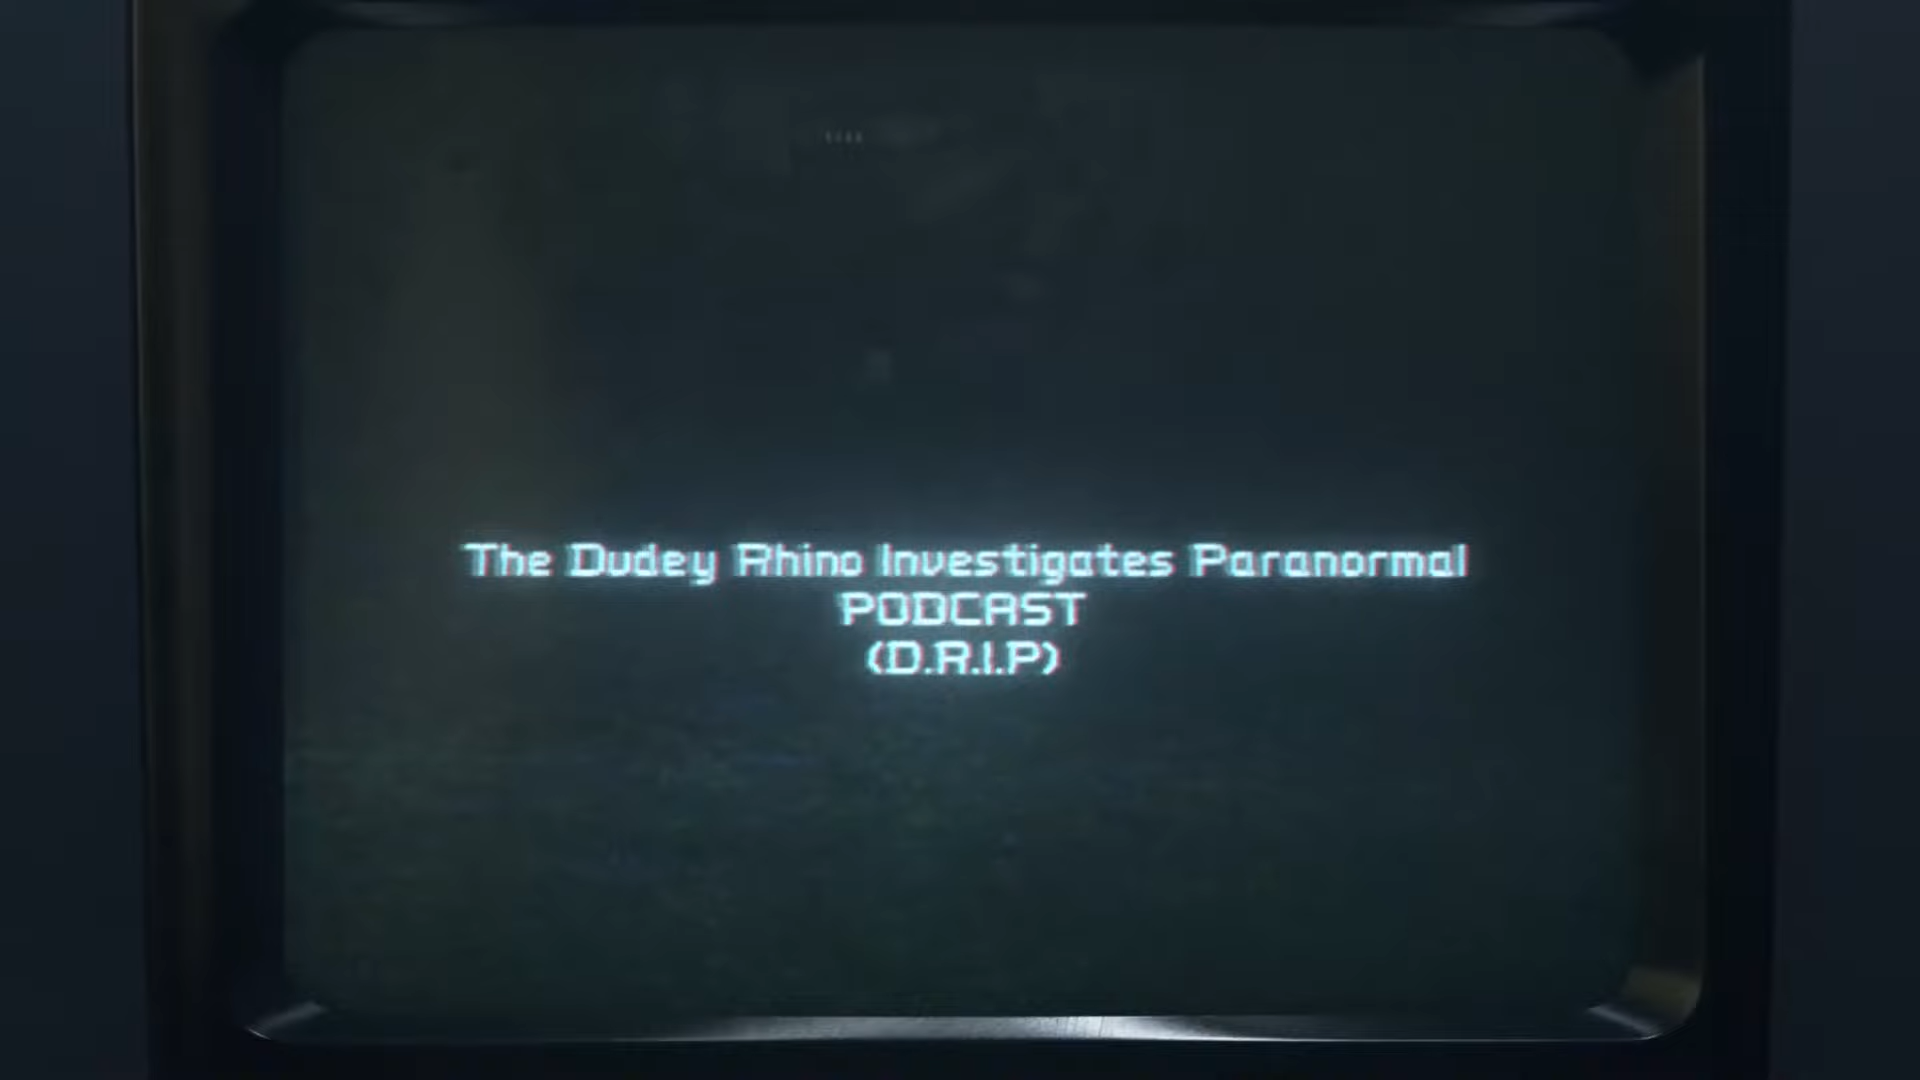 The Dudey Rhino Investigates Paranormal
PODCAST
(D.R.I.P)